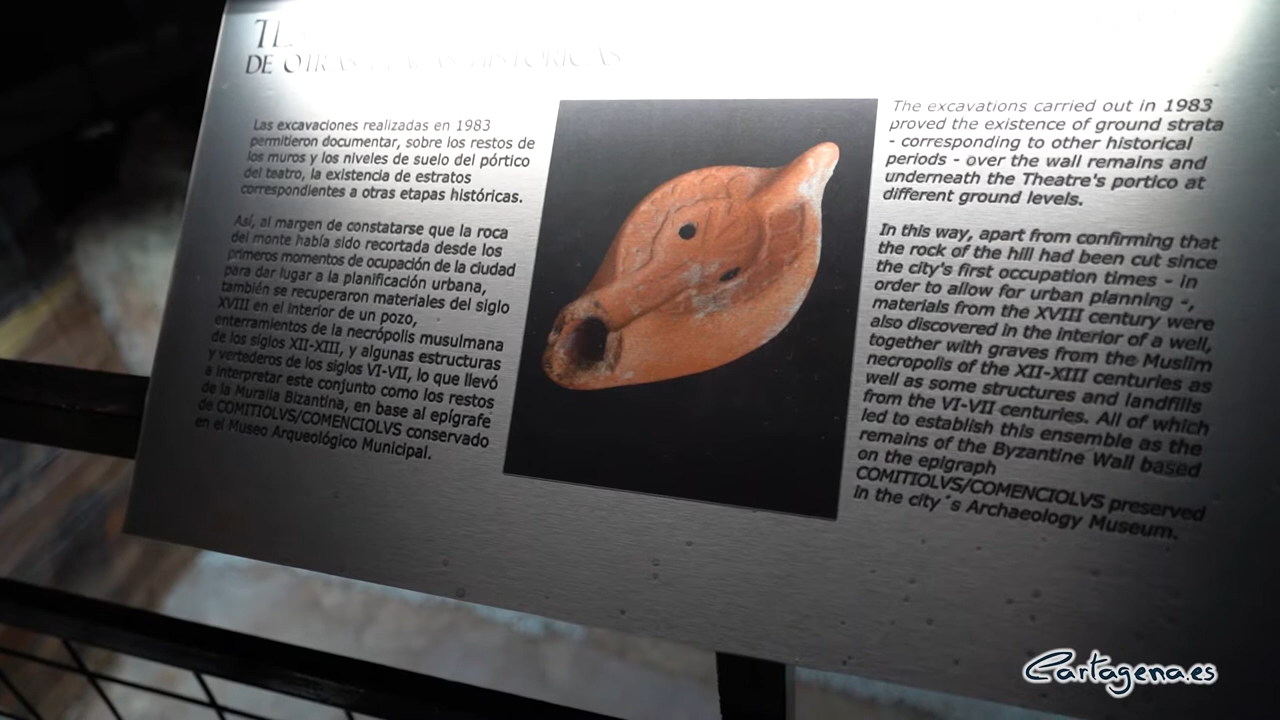 DE OTRAS ETAPAS HISTÓRICAS
Las excavaciones realizadas en 1983
permitieron documentar, sobre los restos de
los muros y los niveles de suelo del pórtico
del teatro, la existencia de estratos
correspondientes a otras etapas históricas.
Así, al margen de constatarse que la roca
del monte había sido recortada desde los
primeros momentos de ocupación de la ciudad
para dar lugar a la planificación urbana,
también se recuperaron materiales del siglo
XVIII en el interior de un pozo,
enterramientos de la necrópolis musulmana
de los siglos XII-XIII, y algunas estructuras
y vertederos de los siglos VI-VII, lo que llevó
a interpretar este conjunto como los restos
de la Muralla Bizantina, en base al epígrafe
de COMITIOLVS/COMENCIOLVS conservado
en el Museo Arqueológico Municipal.
The excavations carried out in 1983
proved the existence of ground strata
- corresponding to other historical
periods - over the wall remains and
underneath the Theatre's portico at
different ground levels.
In this way, apart from confirming that
the rock of the hill had been cut since
the city's first occupation times - in
order to allow for urban planning -,
materials from the XVIII century were
also discovered in the interior of a well,
together with graves from the Muslim
necropolis of the XII-XIII centuries as
well as some structures and landfills
from the VI-VII centuries. All of which
led to establish this ensemble as the
remains of the Byzantine Wall based
on the epigraph
COMITIOLVS/COMENCIOLVS preserved
in the city´s Archaeology Museum.
Cartagena.es